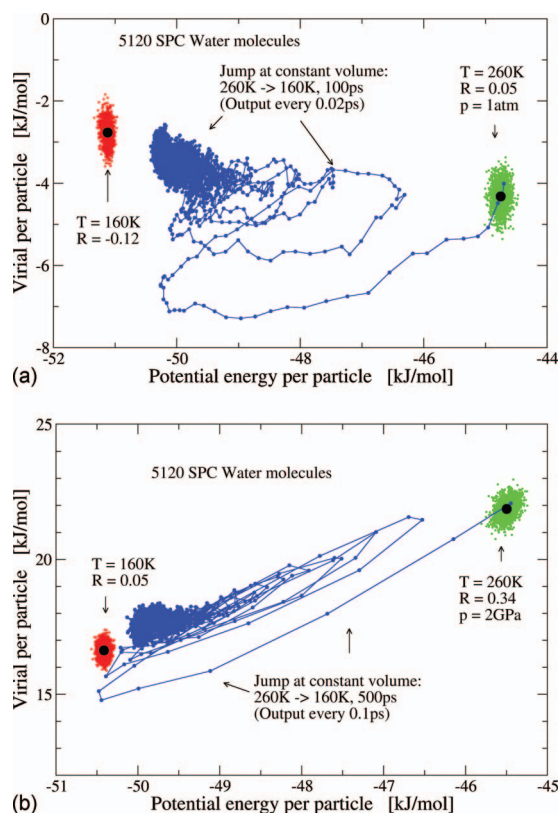 0
5120 SPC Water molecules
Jump at constant volume:
260K -> 160K, 100ps
(Output every 0.02ps)
T = 260K
R = 0.05
p = 1atm
-2
-4
T = 160K
R = -0.12
-6
-8
-52
-50
-48
-46
-44
Virial per particle [kJ/mol]
Potential energy per particle [kJ/mol]
(a)
25
5120 SPC Water molecules
20
T = 160K
R = 0.05
T = 260K
R = 0.34
p = 2GPa
15
Jump at constant volume:
260K -> 160K, 500ps
(Output every 0.1ps)
-51
-50
-49
-48
-47
-46
-45
Virial per particle [kJ/mol]
Potential energy per particle [kJ/mol]
(b)